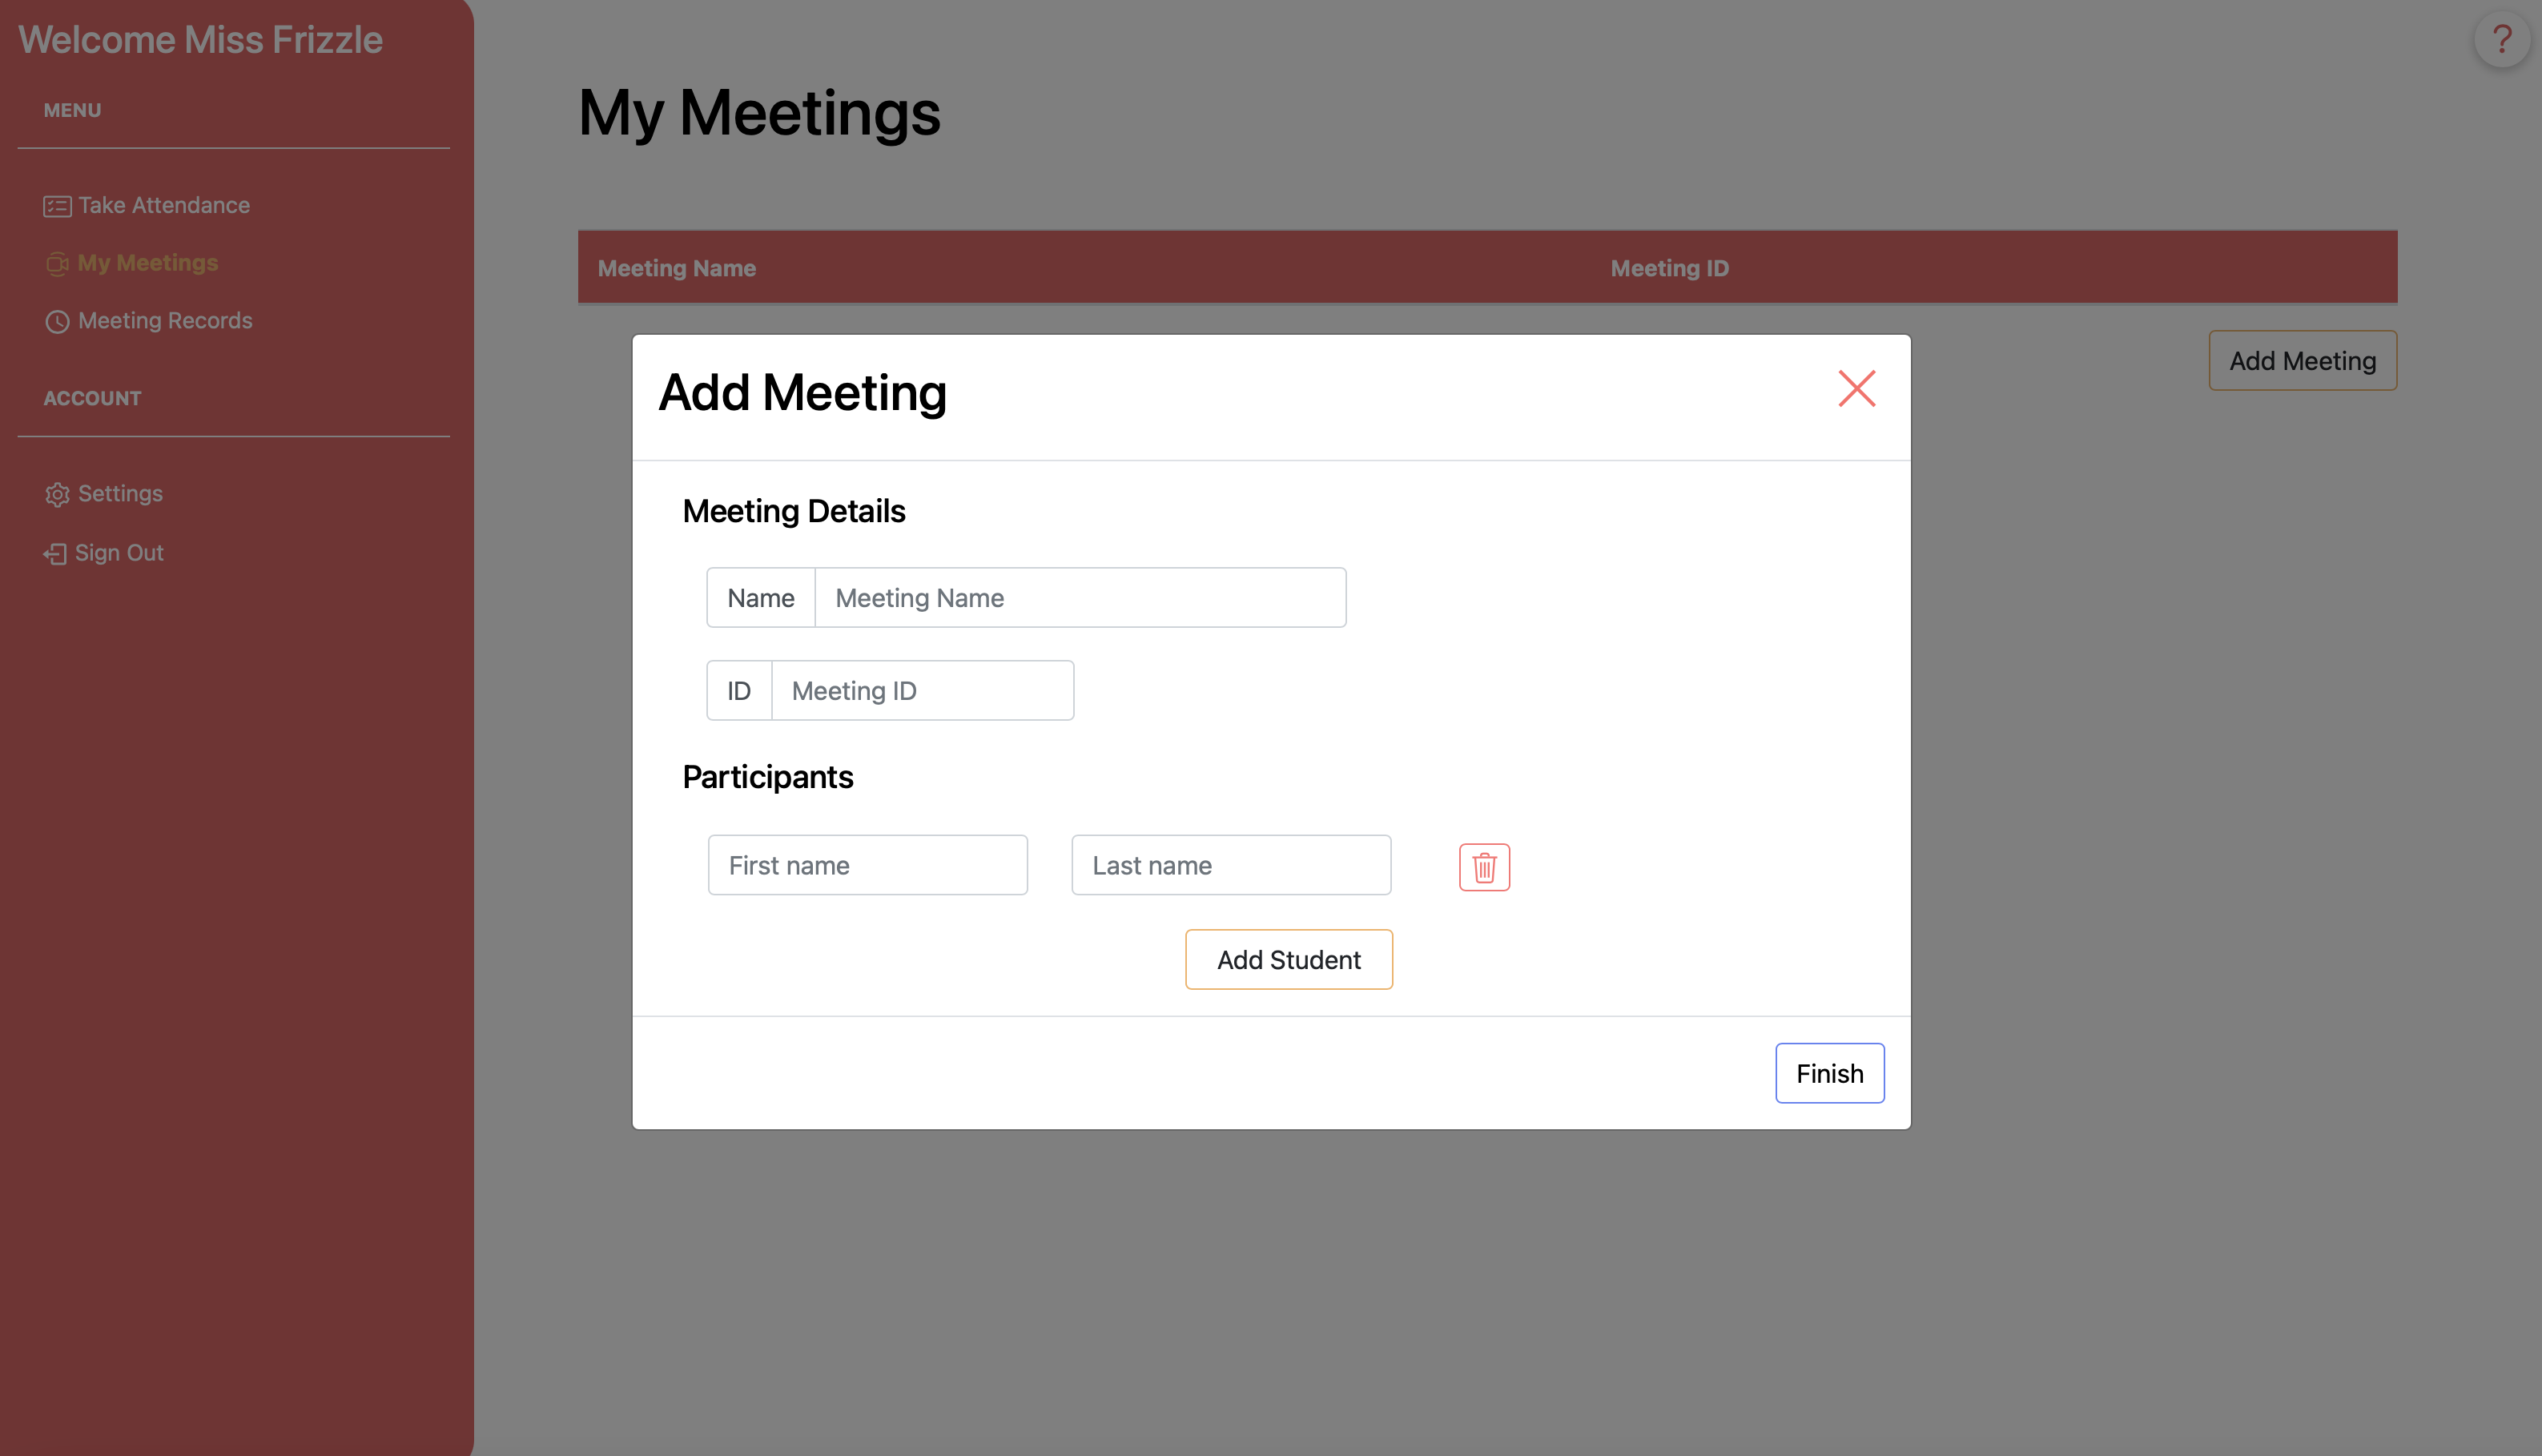 Welcome Miss Frizzle
MENU
Take Attendance
My Meetings
Meeting Records
ACCOUNT
Settings
Sign Out
?
My Meetings
Meeting Name Meeting ID
Add Meeting
Add Meeting
Meeting Details
Name Meeting Name
ID Meeting ID
Participants
First name Last name
Add Student
Finish